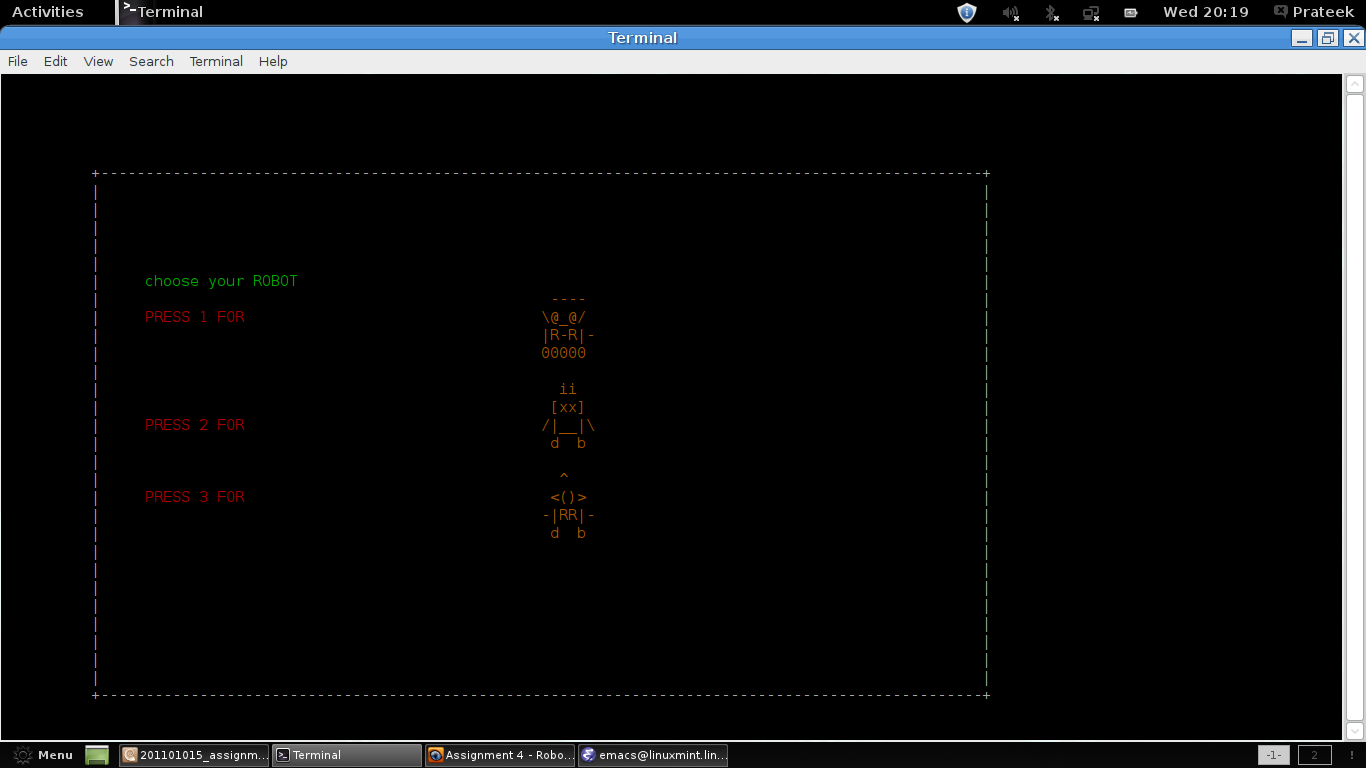 Activities
Terminal
Wed 20:19
Prateek
Terminal
File Edit View Search Terminal Help
+--------------------------------------------------------------------------------------------------+
choose your ROBOT
----
PRESS 1 FOR \@_@/
|R-R|-
00000
ii
[xx]
PRESS 2 FOR /|__|\
d  b
^
PRESS 3 FOR <()>
-|RR|-
d  b
+--------------------------------------------------------------------------------------------------+
Menu
201101015_assignm...
Terminal
Assignment 4 - Robo...
emacs@linuxmint.lin...
-1-
2
!